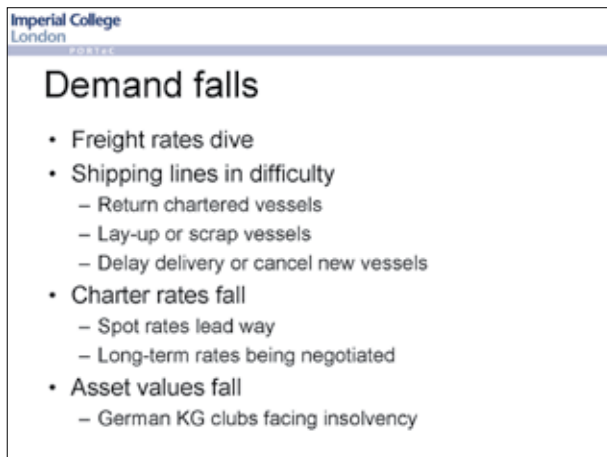 Imperial College
London
PORTeC
Demand falls
• Freight rates dive
• Shipping lines in difficulty
– Return chartered vessels
– Lay-up or scrap vessels
– Delay delivery or cancel new vessels
• Charter rates fall
– Spot rates lead way
– Long-term rates being negotiated
• Asset values fall
– German KG clubs facing insolvency